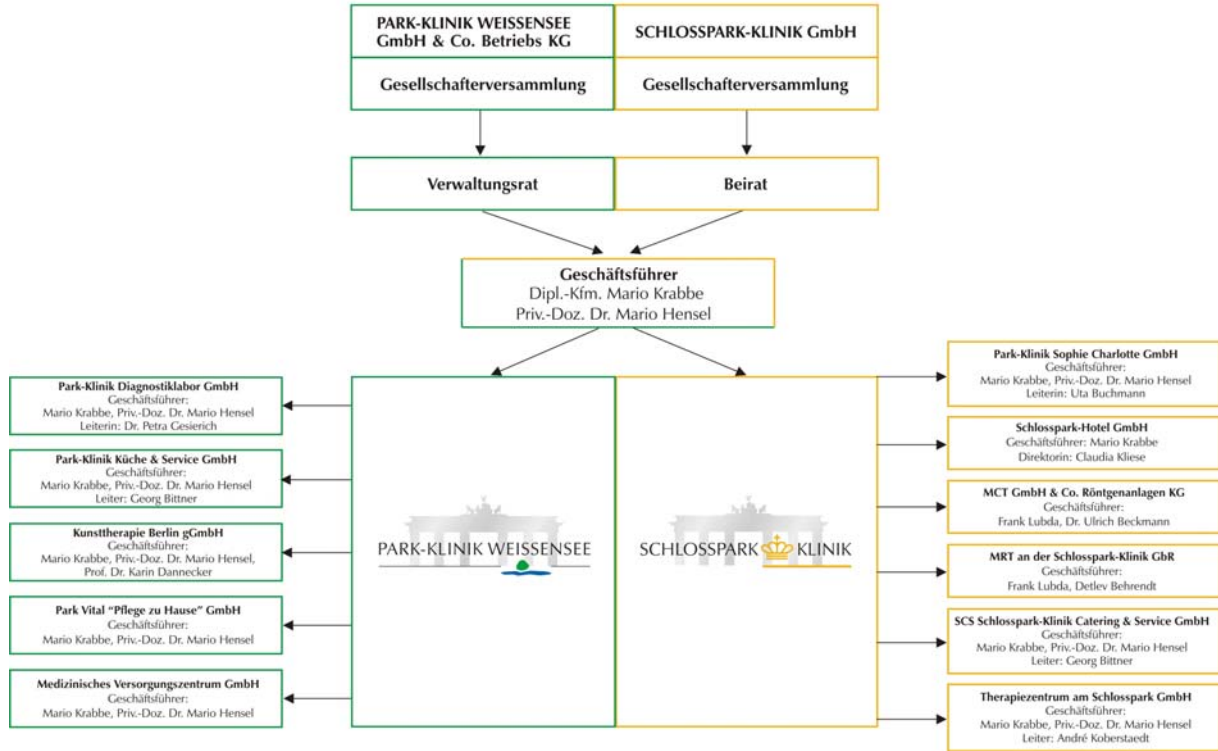 PARK-KLINIK WEISSENSEE
GmbH & Co. Betriebs KG
SCHLOSSPARK-KLINIK GmbH
Gesellschafterversammlung
Gesellschafterversammlung
Verwaltungsrat
Beirat
Geschäftsführer
Dipl.-Kfm. Mario Krabbe
Priv.-Doz. Dr. Mario Hensel
Park-Klinik Diagnostiklabor GmbH
Geschäftsführer:
Mario Krabbe, Priv.-Doz. Dr. Mario Hensel
Leiterin: Dr. Petra Gesierich
Park-Klinik Küche & Service GmbH
Geschäftsführer:
Mario Krabbe, Priv.-Doz. Dr. Mario Hensel
Leiter: Georg Bittner
Kunsttherapie Berlin gGmbH
Geschäftsführer:
Mario Krabbe, Priv.-Doz. Dr. Mario Hensel,
Prof. Dr. Karin Dannecker
Park Vital "Pflege zu Hause" GmbH
Geschäftsführer:
Mario Krabbe, Priv.-Doz. Dr. Mario Hensel
Medizinisches Versorgungszentrum GmbH
Geschäftsführer:
Mario Krabbe, Priv.-Doz. Dr. Mario Hensel
PARK-KLINIK WEISSENSEE
SCHLOSSPARK KLINIK
Park-Klinik Sophie Charlotte GmbH
Geschäftsführer:
Mario Krabbe, Priv.-Doz. Dr. Mario Hensel
Leiterin: Uta Buchmann
Schlosspark-Hotel GmbH
Geschäftsführer: Mario Krabbe
Direktorin: Claudia Kliese
MCT GmbH & Co. Röntgenanlagen KG
Geschäftsführer:
Frank Lubda, Dr. Ulrich Beckmann
MRT an der Schlosspark-Klinik GbR
Geschäftsführer:
Frank Lubda, Detlev Behrendt
SCS Schlosspark-Klinik Catering & Service GmbH
Geschäftsführer:
Mario Krabbe, Priv.-Doz. Dr. Mario Hensel
Leiter: Georg Bittner
Therapiezentrum am Schlosspark GmbH
Geschäftsführer:
Mario Krabbe, Priv.-Doz. Dr. Mario Hensel
Leiter: André Koberstaedt